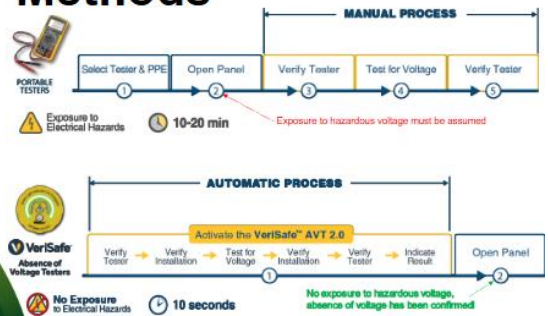 Methods
MANUAL PROCESS
PORTABLE
TESTERS
Select Tester & PPE
Open Panel
Verify Tester
Test for Voltage
Verify Tester
1
2
3
4
5
Exposure to
Electrical Hazards
10-20 min
Exposure to hazardous voltage must be assumed
AUTOMATIC PROCESS
VeriSafe
Absence of
Voltage Testers
Activate the VeriSafe™ AVT 2.0
Verify
Tester
Verify
Installation
Test for
Voltage
Verify
Installation
Verify
Tester
Indicate
Result
Open Panel
1
2
No Exposure
to Electrical Hazards
10 seconds
No exposure to hazardous voltage,
absence of voltage has been confirmed